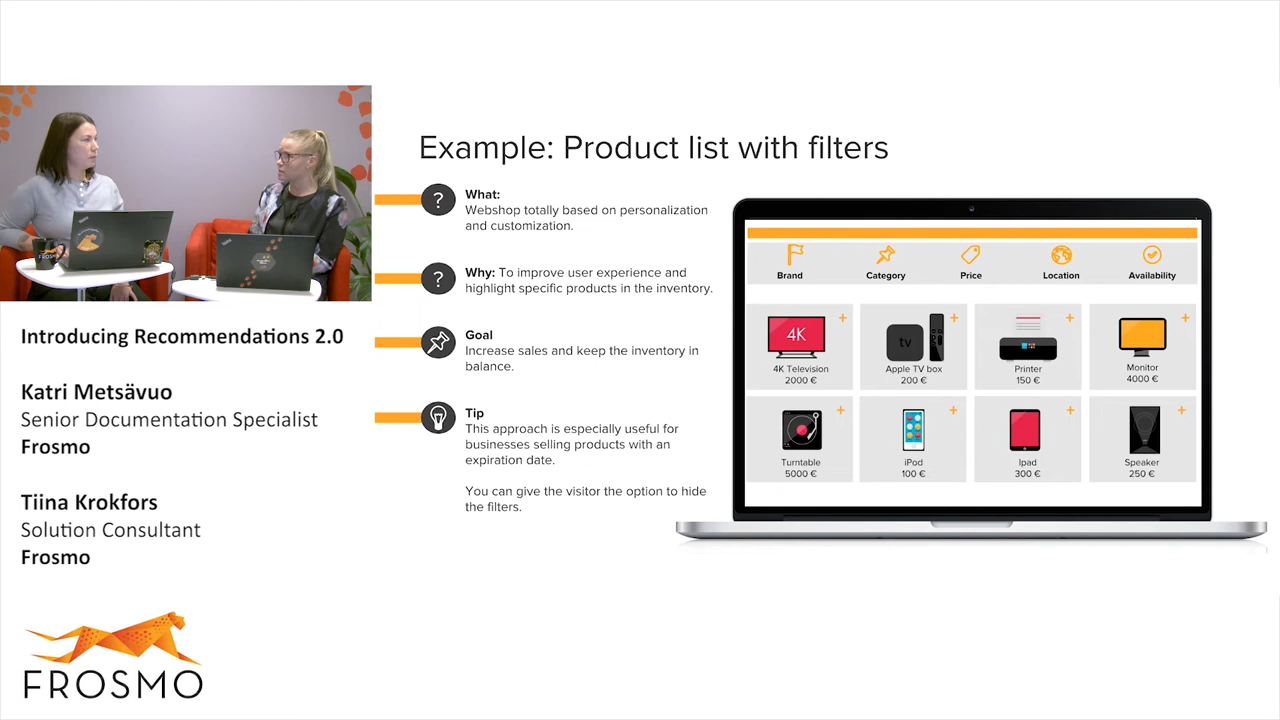 Example: Product list with filters
What:
Webshop totally based on personalization
and customization.
Why: To improve user experience and
highlight specific products in the inventory.
Goal
Increase sales and keep the inventory in
balance.
Tip
This approach is especially useful for
businesses selling products with an
expiration date.
You can give the visitor the option to hide
the filters.
?
?
Brand
Category
Price
Location
Availability
4K
4K Television
2000 €
tv
Apple TV box
200 €
Printer
150 €
Monitor
4000 €
Turntable
5000 €
iPod
100 €
Ipad
300 €
Speaker
250 €
Introducing Recommendations 2.0
Katri Metsävuo
Senior Documentation Specialist
Frosmo
Tiina Krokfors
Solution Consultant
Frosmo
FROSMO